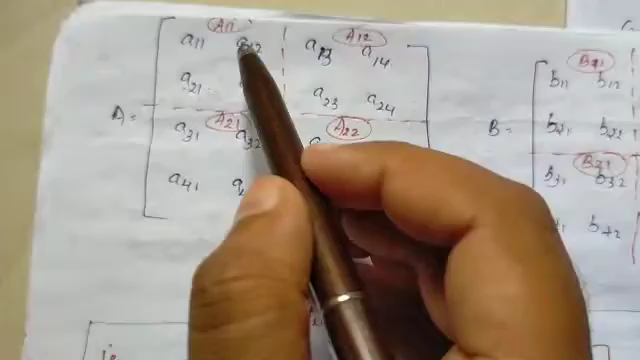 A11 A12 B11
a11 a12 a13 a14 b11 b12
a21 a23 a24
A = B = b21 b22
A21 A22 B21
a31 a32 b31 b32
a41 b42